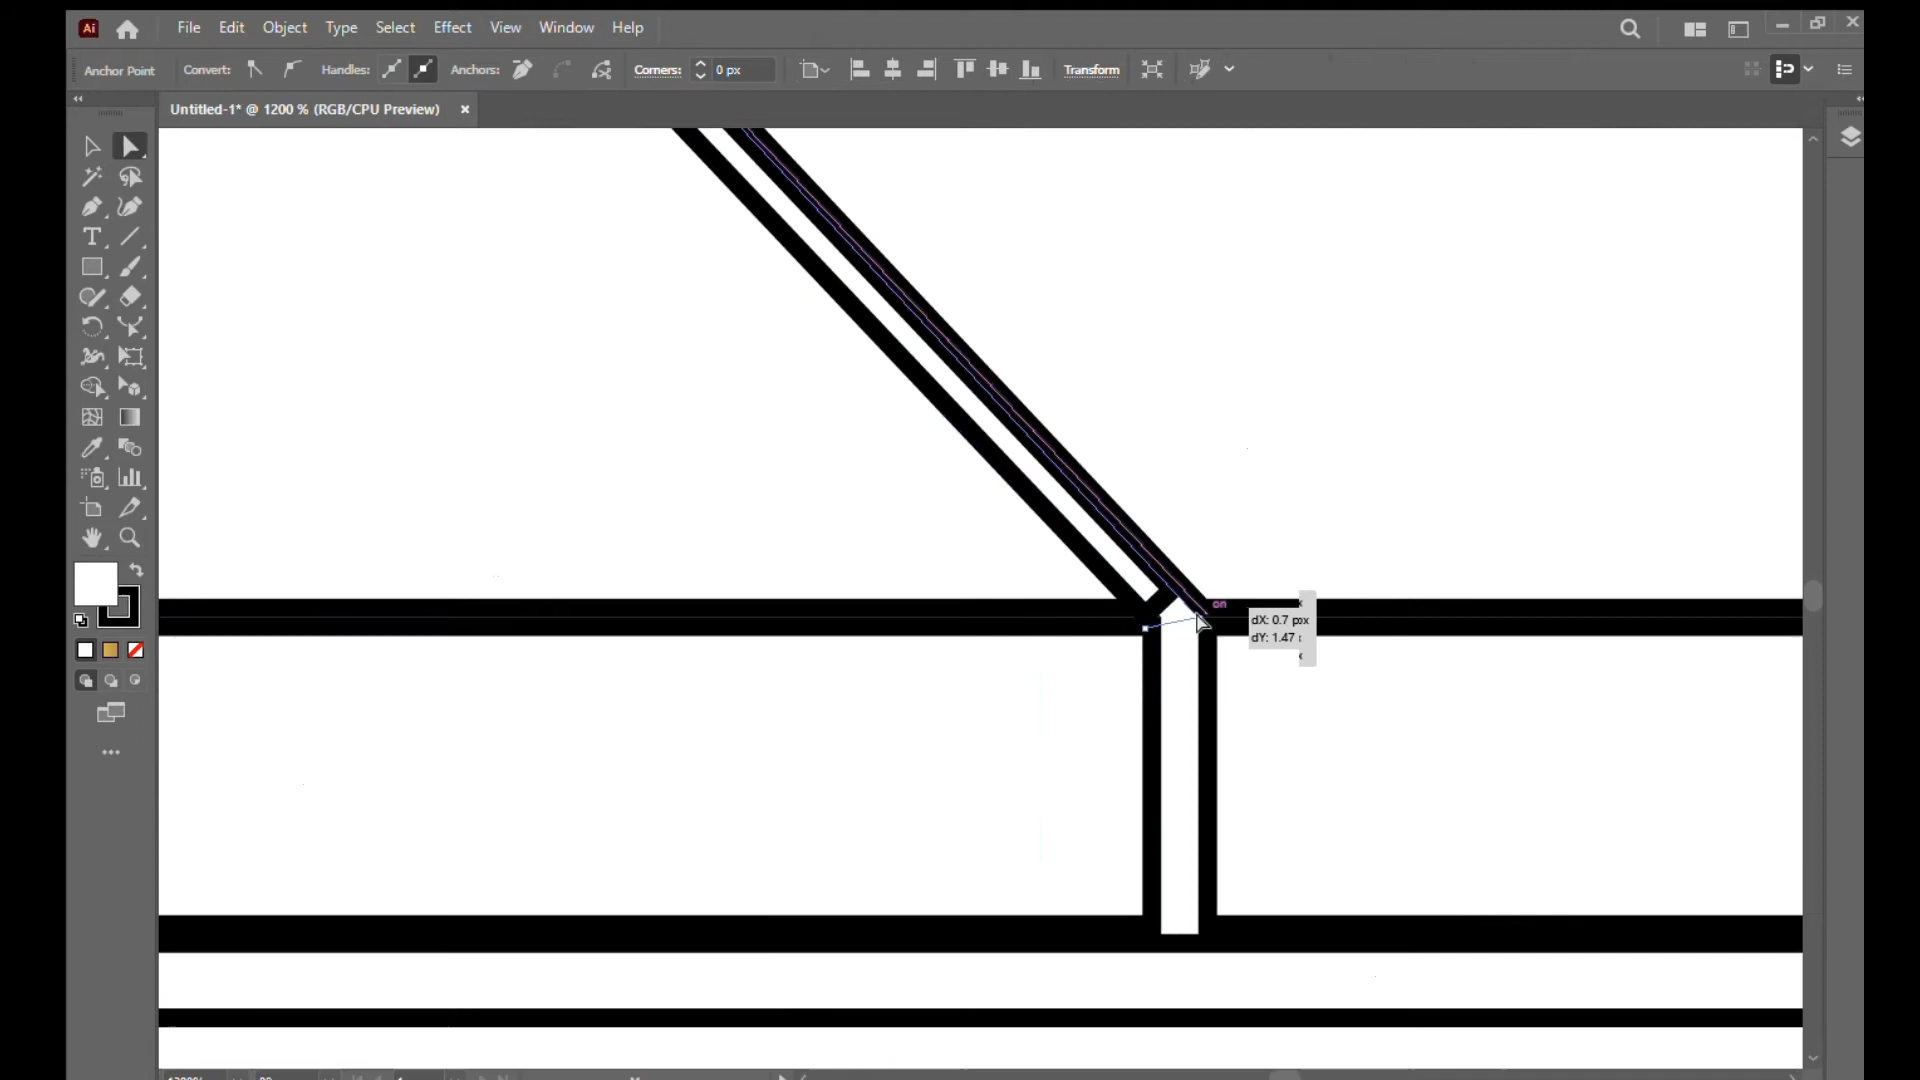 Ai File Edit Object Type Select Effect View Window Help
Anchor Point Convert: Handles: Anchors: Corners: 0 px Transform
Untitled-1* @ 1200 % (RGB/CPU Preview) ×
T
on
dX: 0.7 px
dY: 1.47